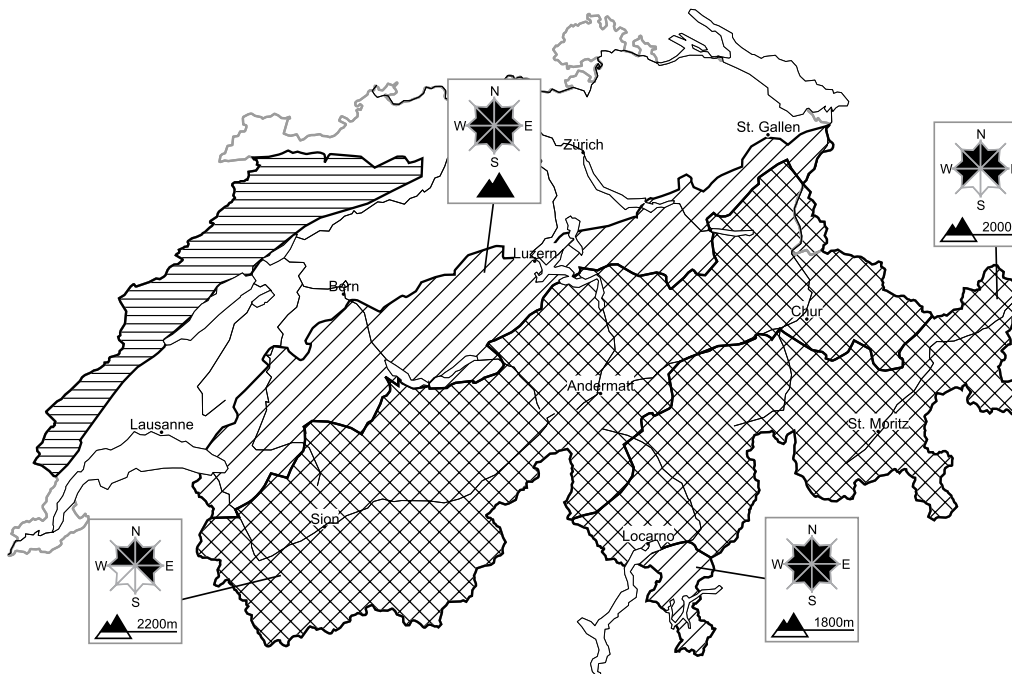 N
W E
S
Zürich
St. Gallen
N
W
S
2000
Luzern
Bern
Chur
Andermatt
Lausanne
St. Moritz
Sion
Locarno
N
W E
S
2200m
N
W E
S
1800m